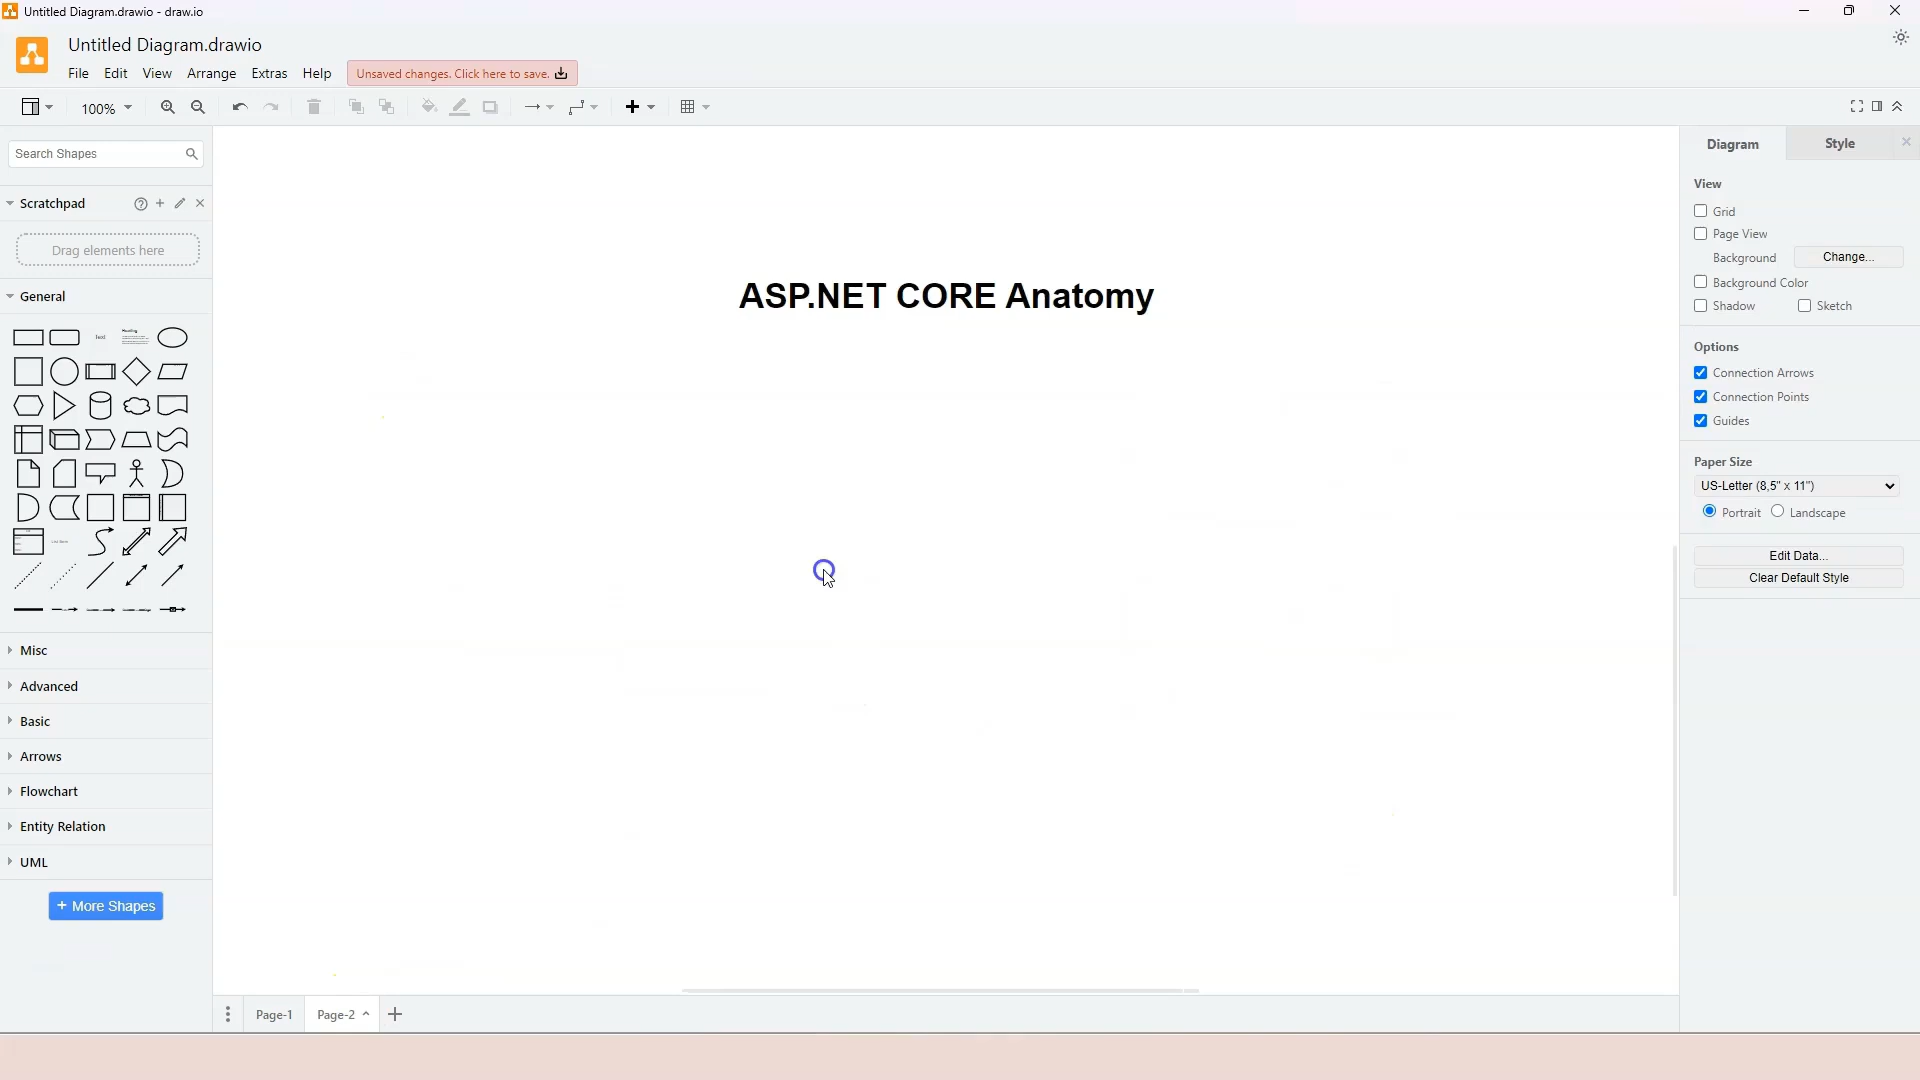 Untitled Diagram.drawio - draw.io
Untitled Diagram.drawio
File Edit View Arrange Extras Help Unsaved changes. Click here to save.
100%
Search Shapes
Scratchpad
Drag elements here
General
Text Heading
Misc
Advanced
Basic
Arrows
Flowchart
Entity Relation
UML
+ More Shapes
ASP.NET CORE Anatomy
Page-1 Page-2
Diagram Style
View
Grid
Page View
Background Change...
Background Color
Shadow Sketch
Options
Connection Arrows
Connection Points
Guides
Paper Size
US-Letter (8,5" x 11")
Portrait Landscape
Edit Data...
Clear Default Style